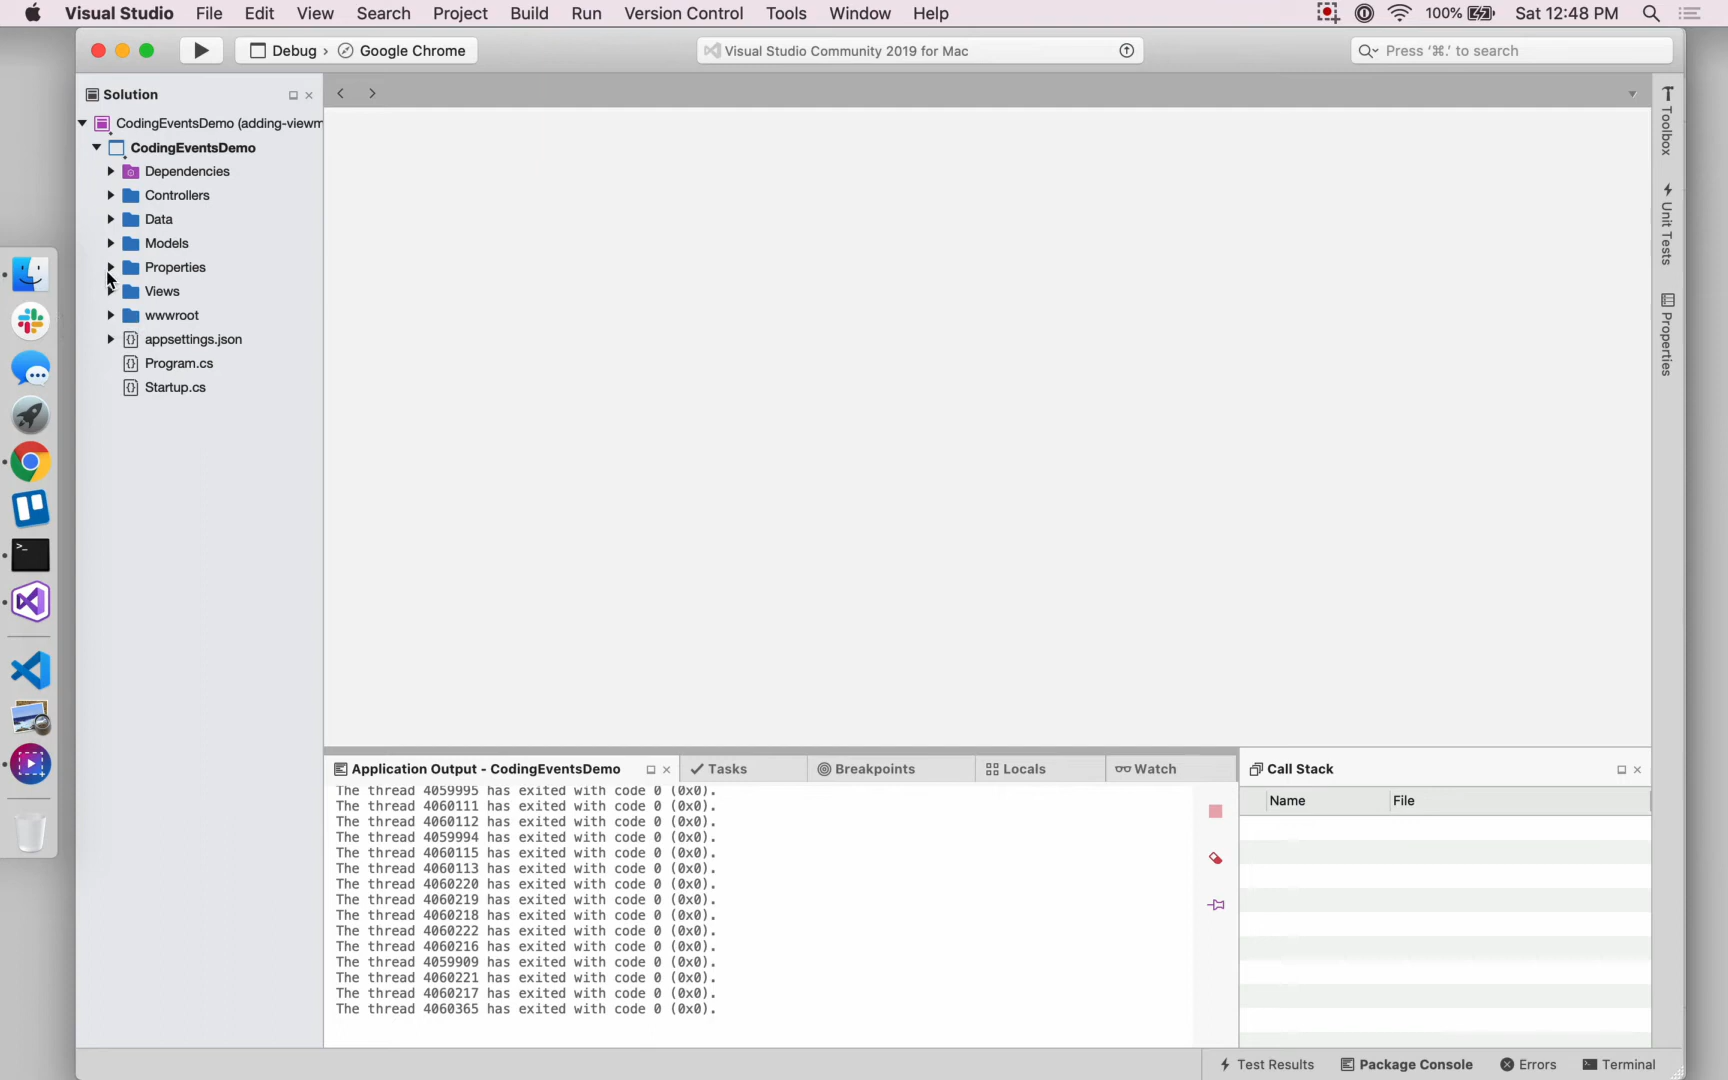 Visual Studio File Edit View Search Project Build Run Version Control Tools Window Help 100% Sat 12:48 PM
Debug › Google Chrome Visual Studio Community 2019 for Mac Press ‘⌘.’ to search
Solution
CodingEventsDemo (adding-viewm
CodingEventsDemo
Dependencies
Controllers
Data
Models
Properties
Views
wwwroot
appsettings.json
Program.cs
Startup.cs
Toolbox
Unit Tests
Properties
Application Output - CodingEventsDemo Tasks Breakpoints Locals Watch
The thread 4059995 has exited with code 0 (0x0).
The thread 4060111 has exited with code 0 (0x0).
The thread 4060112 has exited with code 0 (0x0).
The thread 4059994 has exited with code 0 (0x0).
The thread 4060115 has exited with code 0 (0x0).
The thread 4060113 has exited with code 0 (0x0).
The thread 4060220 has exited with code 0 (0x0).
The thread 4060219 has exited with code 0 (0x0).
The thread 4060218 has exited with code 0 (0x0).
The thread 4060222 has exited with code 0 (0x0).
The thread 4060216 has exited with code 0 (0x0).
The thread 4059909 has exited with code 0 (0x0).
The thread 4060221 has exited with code 0 (0x0).
The thread 4060217 has exited with code 0 (0x0).
The thread 4060365 has exited with code 0 (0x0).
Call Stack
Name File
Test Results Package Console Errors Terminal